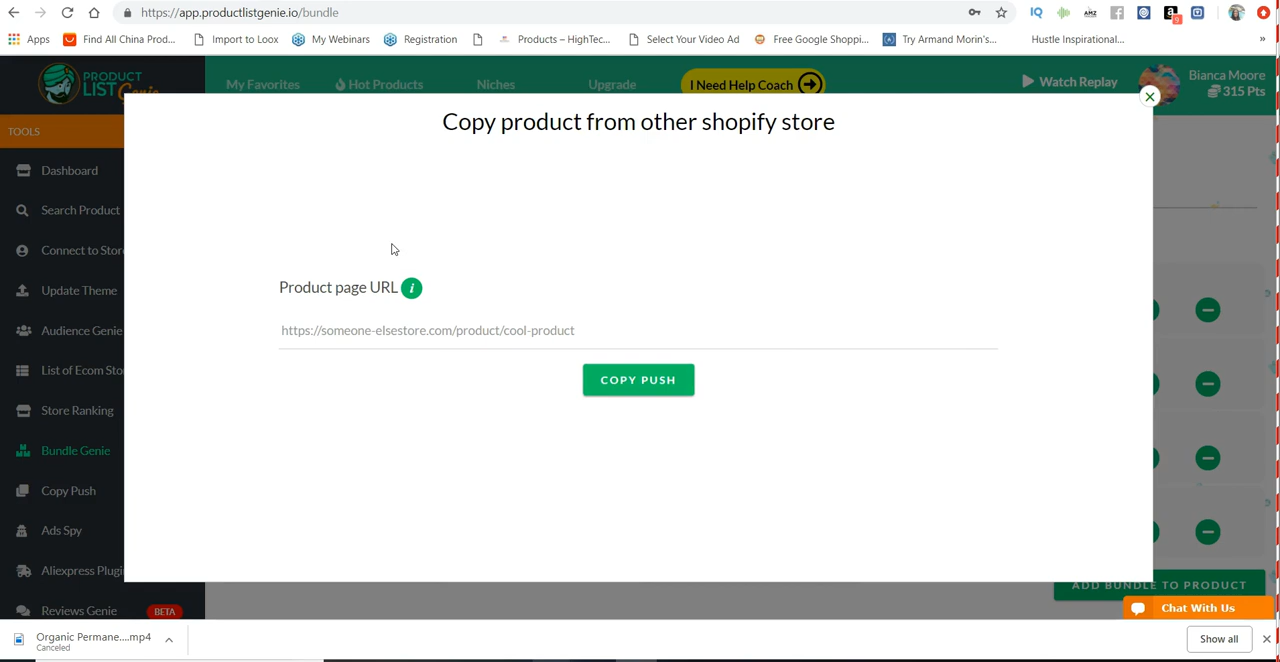 https://app.productlistgenie.io/bundle
Apps
Find All China Prod...
Import to Loox
My Webinars
Registration
Products – HighTec...
Select Your Video Ad
Free Google Shoppi...
Try Armand Morin's...
Hustle Inspirational...
»
PRODUCT
LIST Genie
My Favorites
Hot Products
Niches
Upgrade
I Need Help Coach
Watch Replay
Bianca Moore
315 Pts
TOOLS
Dashboard
Search Product
Connect to Stor
Update Theme
Audience Genie
List of Ecom Sto
Store Ranking
Bundle Genie
Copy Push
Ads Spy
Aliexpress Plugi
Reviews Genie
BETA
Copy product from other shopify store
Product page URL i
https://someone-elsestore.com/product/cool-product
COPY PUSH
ADD BUNDLE TO PRODUCT
Chat With Us
Organic Permane....mp4
Canceled
Show all